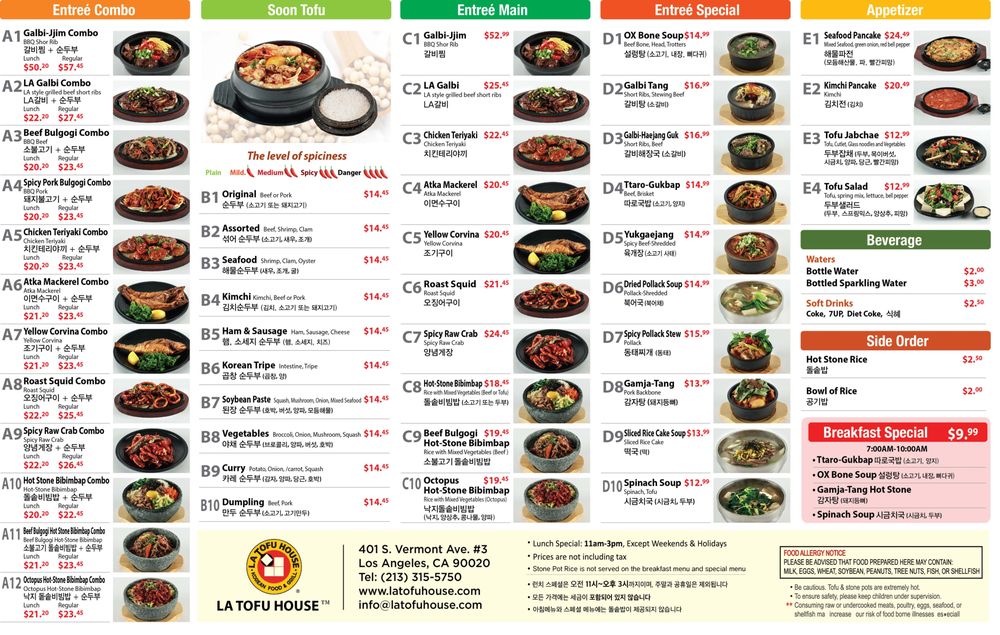 Entreé Combo
A1 Galbi-Jjim Combo
BBQ Shor Rib
갈비찜 + 순두부
Lunch Regular
$50.20 $57.45
A2 LA Galbi Combo
LA style grilled beef short ribs
LA갈비 + 순두부
Lunch Regular
$22.20 $27.45
A3 Beef Bulgogi Combo
BBQ Beef
소불고기 + 순두부
Lunch Regular
$20.20 $23.45
A4 Spicy Pork Bulgogi Combo
BBQ Pork
돼지불고기 + 순두부
Lunch Regular
$20.20 $23.45
A5 Chicken Teriyaki Combo
Chicken Teriyaki
치킨테리야끼 + 순두부
Lunch Regular
$20.20 $23.45
A6 Atka Mackerel Combo
Atka Mackerel
이면수구이 + 순두부
Lunch Regular
$21.20 $23.45
A7 Yellow Corvina Combo
Yellow Corvina
조기구이 + 순두부
Lunch Regular
$21.20 $23.45
A8 Roast Squid Combo
Roast Squid
오징어구이 + 순두부
Lunch Regular
$22.20 $25.45
A9 Spicy Raw Crab Combo
Spicy Raw Crab
양념게장 + 순두부
Lunch Regular
$22.20 $26.45
A10 Hot Stone Bibimbap Combo
Hot-Stone Bibimbap
돌솥비빔밥 + 순두부
Lunch Regular
$20.20 $22.45
A11 Beef Bulgogi Hot Stone Bibimbap Combo
Beef Bulgogi Hot-Stone Bibimbap
소불고기 돌솥비빔밥 + 순두부
Lunch Regular
$21.20 $23.45
A12 Octopus Hot-Stone Bibimbap Combo
Octopus Hot-Stone Bibimbap
낙지 돌솥비빔밥 + 순두부
Lunch Regular
$21.20 $23.45
Soon Tofu
The level of spiciness
Plain Mild Medium Spicy Danger
B1 Original Beef or Pork $14.45
순두부 (소고기 또는 돼지고기)
B2 Assorted Beef, Shrimp, Clam $14.45
섞어 순두부 (소고기, 새우, 조개)
B3 Seafood Shrimp, Clam, Oyster $14.45
해물순두부 (새우, 조개, 굴)
B4 Kimchi Kimchi, Beef or Pork $14.45
김치순두부 (김치, 소고기 또는 돼지고기)
B5 Ham & Sausage Ham, Sausage, Cheese $14.45
햄, 소세지 순두부 (햄, 소세지, 치즈)
B6 Korean Tripe Intestine, Tripe $14.45
곱창 순두부 (곱창, 양)
B7 Soybean Paste Squash, Mushroom, Onion, Mixed Seafood $14.45
된장 순두부 (호박, 버섯, 양파, 모듬해물)
B8 Vegetables Broccoli, Onion, Mushroom, Squash $14.45
야채 순두부 (브로콜리, 양파, 버섯, 호박)
B9 Curry Potato, Onion, /carrot, Squash $14.45
카레 순두부 (감자, 양파, 당근, 호박)
B10 Dumpling Beef, Pork $14.45
만두 순두부 (소고기, 고기만두)
Entreé Main
C1 Galbi-Jjim $52.99
BBQ Shor Rib
갈비찜
C2 LA Galbi $25.45
LA style grilled beef short ribs
LA갈비
C3 Chicken Teriyaki $22.45
Chicken Teriyaki
치킨테리야끼
C4 Atka Mackerel $20.45
Atka Mackerel
이면수구이
C5 Yellow Corvina $20.45
Yellow Corvina
조기구이
C6 Roast Squid $21.45
Roast Squid
오징어구이
C7 Spicy Raw Crab $24.45
Spicy Raw Crab
양념게장
C8 Hot-Stone Bibimbap $18.45
Rice with Mixed Vegetables (Beef or Tofu)
돌솥비빔밥 (소고기 또는 두부)
C9 Beef Bulgogi $19.45
Hot-Stone Bibimbap
Rice with Mixed Vegetables (Beef )
소불고기 돌솥비빔밥
C10 Octopus $19.45
Hot-Stone Bibimbap
Rice with Mixed Vegetables (Octopus)
낙지돌솥비빔밥
(낙지, 양상추, 콩나물, 양파)
Entreé Special
D1 OX Bone Soup $14.99
Beef Bone, Head, Trotters
설렁탕 (소고기, 내장, 뼈다귀)
D2 Galbi Tang $16.99
Short Ribs, Stewing Beef
갈비탕 (소갈비)
D3 Galbi-Haejang Guk $16.99
Short Ribs, Beef
갈비해장국 (소갈비)
D4 Ttaro-Gukbap $14.99
Beef, Brisket
따로국밥 (소고기, 양지)
D5 Yukgaejang $14.99
Spicy Beef-Shredded
육개장 (소고기 사태)
D6 Dried Pollack Soup $14.99
Pollack-Shredded
북어국 (북어채)
D7 Spicy Pollack Stew $15.99
Pollack
동태찌개 (동태)
D8 Gamja-Tang $13.99
Pork Backbone
감자탕 (돼지등뼈)
D9 Sliced Rice Cake Soup $13.99
Sliced Rice Cake
떡국 (떡)
D10 Spinach Soup $12.99
Spinach, Tofu
시금치국 (시금치, 두부)
Appetizer
E1 Seafood Pancake $24.49
Mixed Seafood, green onion, red bell pepper
해물파전
(모듬해산물, 파, 빨간피망)
E2 Kimchi Pancake $20.49
Kimchi
김치전 (김치)
E3 Tofu Jabchae $12.99
Tofu, Cutlet, Glass noodles and Vegetables
두부잡채 (두부, 목이버섯,
시금치, 양파, 당근, 빨간피망)
E4 Tofu Salad $12.99
Tofu, spring mix, lettuce, bell pepper
두부샐러드
(두부, 스프링믹스, 양상추, 피망)
Beverage
Waters
Bottle Water $2.00
Bottled Sparkling Water $3.00
Soft Drinks $2.50
Coke, 7UP, Diet Coke, 식혜
Side Order
Hot Stone Rice $2.50
돌솥밥
Bowl of Rice $2.00
공기밥
Breakfast Special $9.99
7:00AM-10:00AM
• Ttaro-Gukbap 따로국밥 (소고기, 양지)
• OX Bone Soup 설렁탕 (소고기, 내장, 뼈다귀)
• Gamja-Tang Hot Stone
감자탕 (돼지등뼈)
• Spinach Soup 시금치국 (시금치, 두부)
LA TOFU HOUSE
KOREAN FOOD & GRILL
LA TOFU HOUSE™
401 S. Vermont Ave. #3
Los Angeles, CA 90020
Tel: (213) 315-5750
www.latofuhouse.com
info@latofuhouse.com
• Lunch Special: 11am-3pm, Except Weekends & Holidays
• Prices are not including tax
• Stone Pot Rice is not served on the breakfast menu and special menu
• 런치 스페셜은 오전 11시~오후 3시까지이며, 주말과 공휴일은 제외됩니다
• 모든 가격에는 세금이 포함되어 있지 않습니다
• 아침메뉴와 스페셜 메뉴에는 돌솥밥이 제공되지 않습니다
FOOD ALLERGY NOTICE
PLEASE BE ADVISED THAT FOOD PREPARED HERE MAY CONTAIN:
MILK, EGGS, WHEAT, SOYBEAN, PEANUTS, TREE NUTS, FISH, OR SHELLFISH
• Be cautious, Tofu & stone pots are extremely hot.
• To ensure safety, please keep children under supervision.
** Consuming raw or undercooked meats, poultry, eggs, seafood, or
shellfish ma increase our risk of food borne illnesses es•eciall